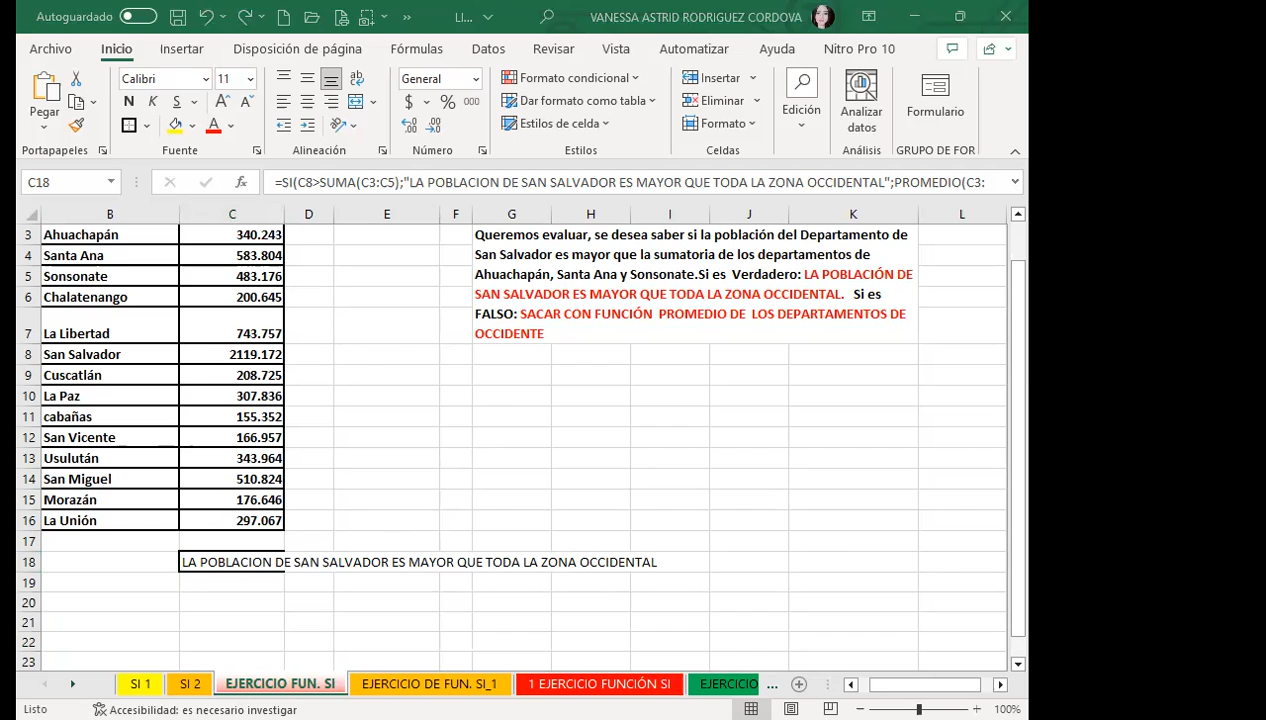 Autoguardado
LI...
VANESSA ASTRID RODRIGUEZ CORDOVA
Archivo Inicio Insertar Disposición de página Fórmulas Datos Revisar Vista Automatizar Ayuda Nitro Pro 10
Pegar
Calibri 11
N K S A A
A
ab
General
$ % 000
Formato condicional
Dar formato como tabla
Estilos de celda
Insertar
Eliminar
Formato
Edición
Analizar
datos
Formulario
Portapapeles Fuente Alineación Número Estilos Celdas Análisis GRUPO DE FOR
C18 fx =SI(C8>SUMA(C3:C5);"LA POBLACION DE SAN SALVADOR ES MAYOR QUE TODA LA ZONA OCCIDENTAL";PROMEDIO(C3:
B C D E F G H I J K L
3 Ahuachapán 340.243
4 Santa Ana 583.804
5 Sonsonate 483.176
6 Chalatenango 200.645
7 La Libertad 743.757
8 San Salvador 2119.172
9 Cuscatlán 208.725
10 La Paz 307.836
11 cabañas 155.352
12 San Vicente 166.957
13 Usulután 343.964
14 San Miguel 510.824
15 Morazán 176.646
16 La Unión 297.067
17
18 LA POBLACION DE SAN SALVADOR ES MAYOR QUE TODA LA ZONA OCCIDENTAL
19
20
21
22
23
Queremos evaluar, se desea saber si la población del Departamento de
San Salvador es mayor que la sumatoria de los departamentos de
Ahuachapán, Santa Ana y Sonsonate.Si es Verdadero: LA POBLACIÓN DE
SAN SALVADOR ES MAYOR QUE TODA LA ZONA OCCIDENTAL. Si es
FALSO: SACAR CON FUNCIÓN PROMEDIO DE LOS DEPARTAMENTOS DE
OCCIDENTE
SI 1 SI 2 EJERCICIO FUN. SI EJERCICIO DE FUN. SI_1 1 EJERCICIO FUNCIÓN SI EJERCICIO ...
Listo Accesibilidad: es necesario investigar 100%